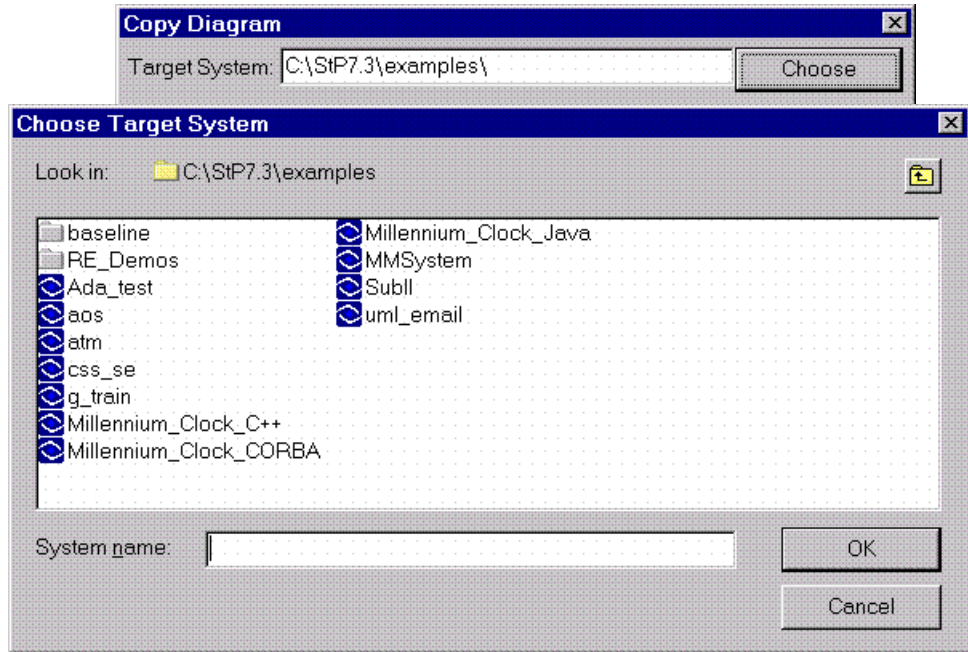 Copy Diagram
Target System: C:\StP7.3\examples\ Choose
Choose Target System
Look in: C:\StP7.3\examples
baseline
RE_Demos
Ada_test
aos
atm
css_se
g_train
Millennium_Clock_C++
Millennium_Clock_CORBA
Millennium_Clock_Java
MMSystem
SubII
uml_email
System name: OK
Cancel